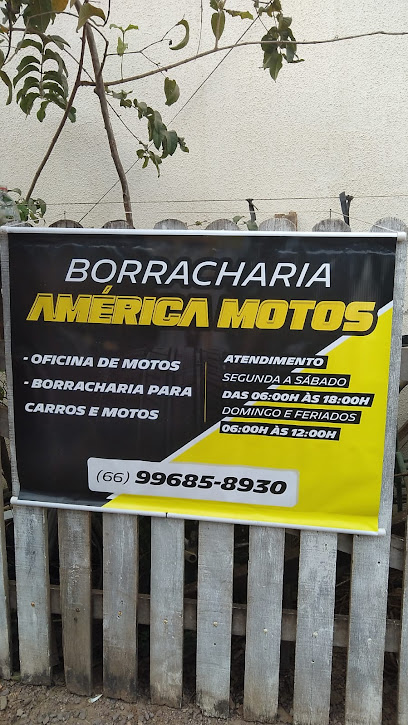 BORRACHARIA
AMÉRICA MOTOS
- OFICINA DE MOTOS
- BORRACHARIA PARA
CARROS E MOTOS
ATENDIMENTO
SEGUNDA A SÁBADO
DAS 06:00H ÀS 18:00H
DOMINGO E FERIADOS
06:00H ÀS 12:00H
(66) 99685-8930